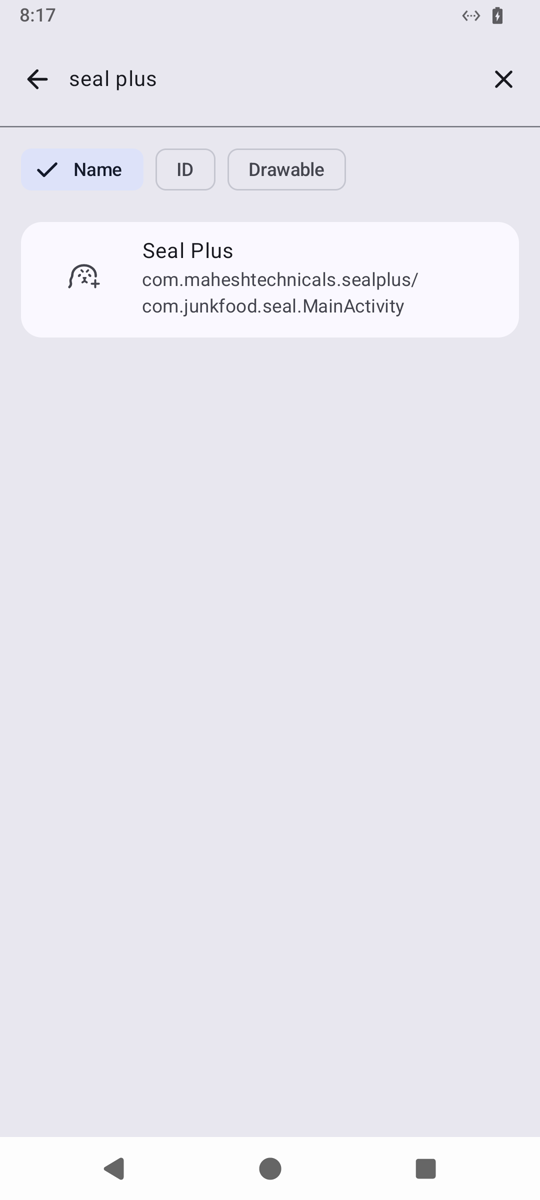 8:17
seal plus
Name
ID
Drawable
Seal Plus
com.maheshtechnicals.sealplus/
com.junkfood.seal.MainActivity